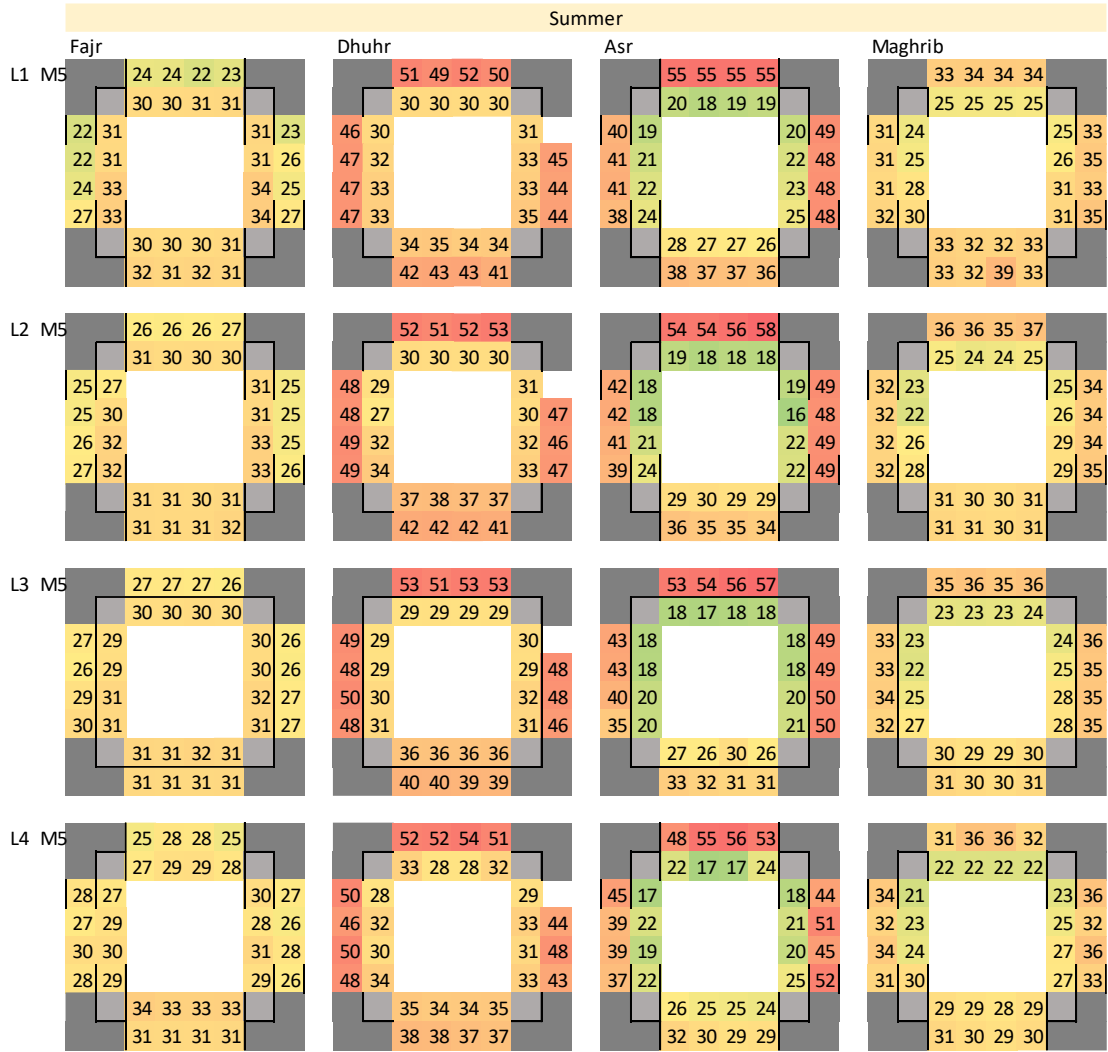 Summer
Fajr Dhuhr Asr Maghrib
L1 M5 24 24 22 23 51 49 52 50 55 55 55 55 33 34 34 34
30 30 31 31 30 30 30 30 20 18 19 19 25 25 25 25
22 31 31 23 46 30 31 40 19 20 49 31 24 25 33
22 31 31 26 47 32 33 45 41 21 22 48 31 25 26 35
24 33 34 25 47 33 33 44 41 22 23 48 31 28 31 33
27 33 34 27 47 33 35 44 38 24 25 48 32 30 31 35
30 30 30 31 34 35 34 34 28 27 27 26 33 32 32 33
32 31 32 31 42 43 43 41 38 37 37 36 33 32 39 33
L2 M5 26 26 26 27 52 51 52 53 54 54 56 58 36 36 35 37
31 30 30 30 30 30 30 30 19 18 18 18 25 24 24 25
25 27 31 25 48 29 31 42 18 19 49 32 23 25 34
25 30 31 25 48 27 30 47 42 18 16 48 32 22 26 34
26 32 33 25 49 32 32 46 41 21 22 49 32 26 29 34
27 32 33 26 49 34 33 47 39 24 22 49 32 28 29 35
31 31 30 31 37 38 37 37 29 30 29 29 31 30 30 31
31 31 31 32 42 42 42 41 36 35 35 34 31 31 30 31
L3 M5 27 27 27 26 53 51 53 53 53 54 56 57 35 36 35 36
30 30 30 30 29 29 29 29 18 17 18 18 23 23 23 24
27 29 30 26 49 29 30 43 18 18 49 33 23 24 36
26 29 30 26 48 29 29 48 43 18 18 49 33 22 25 35
29 31 32 27 50 30 32 48 40 20 20 50 34 25 28 35
30 31 31 27 48 31 31 46 35 20 21 50 32 27 28 35
31 31 32 31 36 36 36 36 27 26 30 26 30 29 29 30
31 31 31 31 40 40 39 39 33 32 31 31 31 30 30 31
L4 M5 25 28 28 25 52 52 54 51 48 55 56 53 31 36 36 32
27 29 29 28 33 28 28 32 22 17 17 24 22 22 22 22
28 27 30 27 50 28 29 45 17 18 44 34 21 23 36
27 29 28 26 46 32 33 44 39 22 21 51 32 23 25 32
30 30 31 28 50 30 31 48 39 19 20 45 34 24 27 36
28 29 29 26 48 34 33 43 37 22 25 52 31 30 27 33
34 33 33 33 35 34 34 35 26 25 25 24 29 29 28 29
31 31 31 31 38 38 37 37 32 30 29 29 31 30 29 30